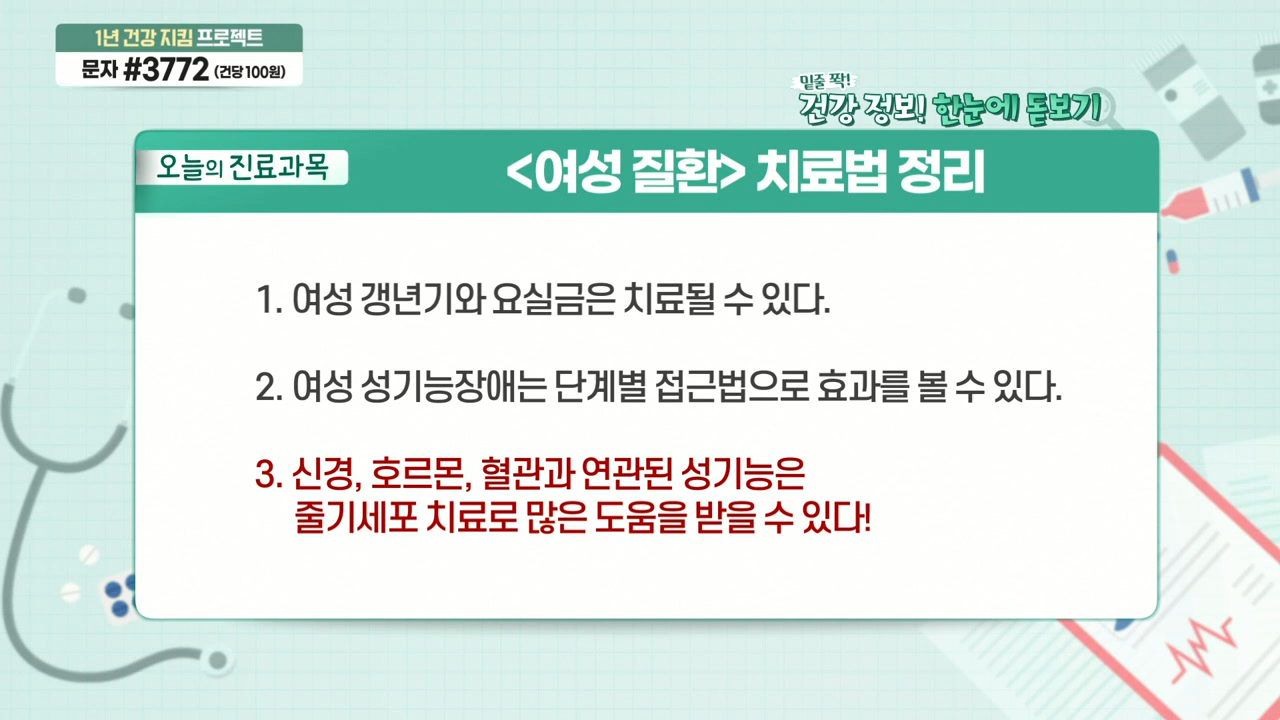 1년 건강 지킴 프로젝트
문자 #3772 (건당 100원)
밑줄 쫙!
건강 정보! 한눈에 돋보기
오늘의 진료과목
<여성 질환> 치료법 정리
1. 여성 갱년기와 요실금은 치료될 수 있다.
2. 여성 성기능장애는 단계별 접근법으로 효과를 볼 수 있다.
3. 신경, 호르몬, 혈관과 연관된 성기능은
줄기세포 치료로 많은 도움을 받을 수 있다!